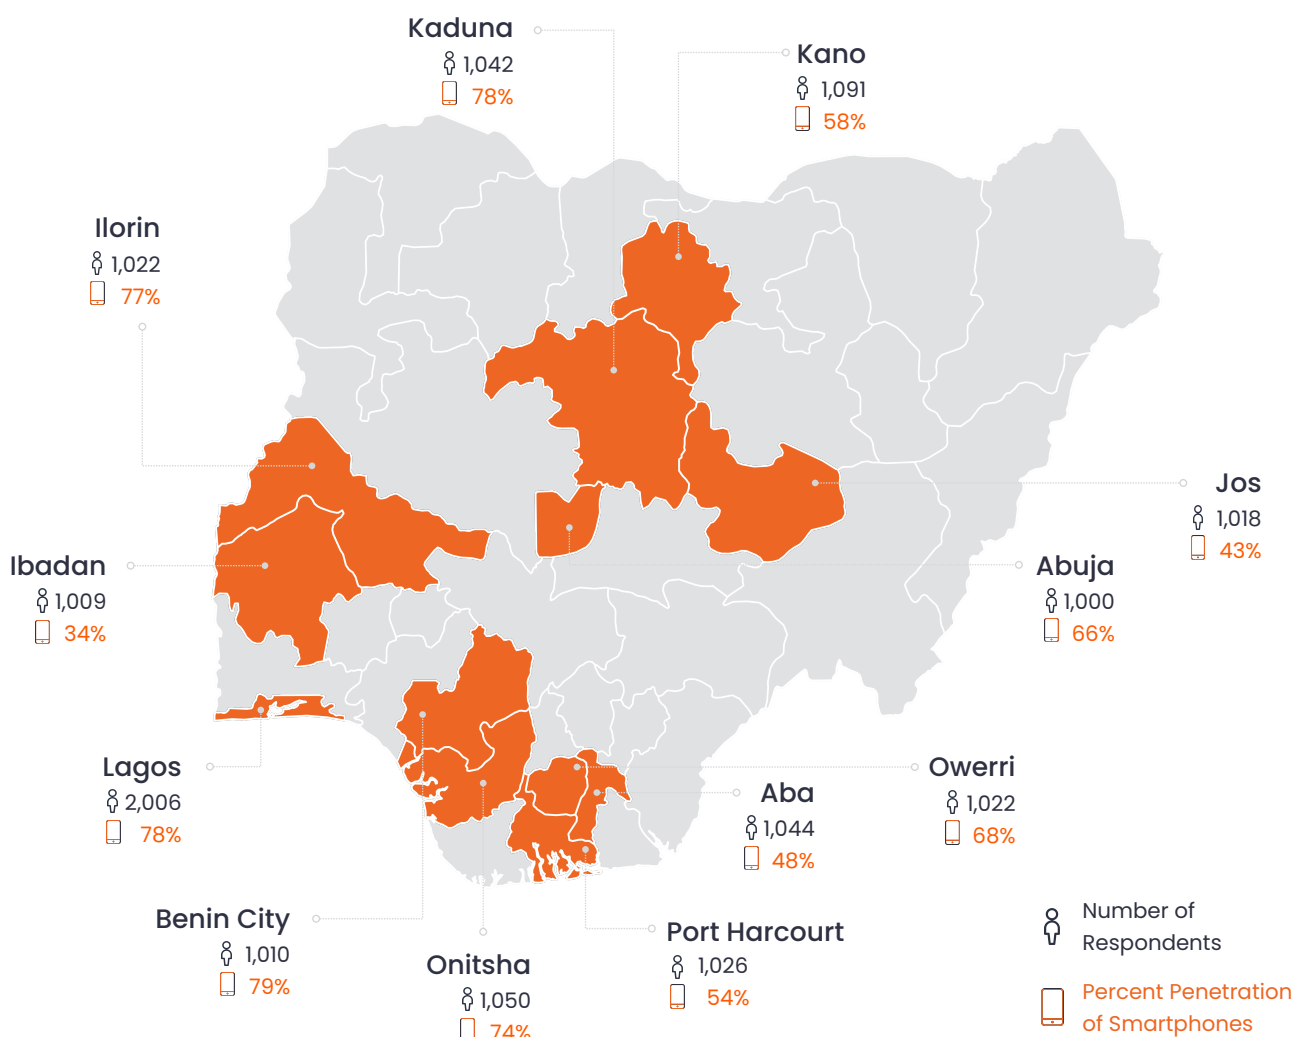 Kaduna
1,042
78%
Kano
1,091
58%
Ilorin
1,022
77%
Jos
1,018
43%
Ibadan
1,009
34%
Abuja
1,000
66%
Lagos
2,006
78%
Owerri
1,022
68%
Aba
1,044
48%
Benin City
1,010
79%
Onitsha
1,050
74%
Port Harcourt
1,026
54%
Number of
Respondents
Percent Penetration
of Smartphones